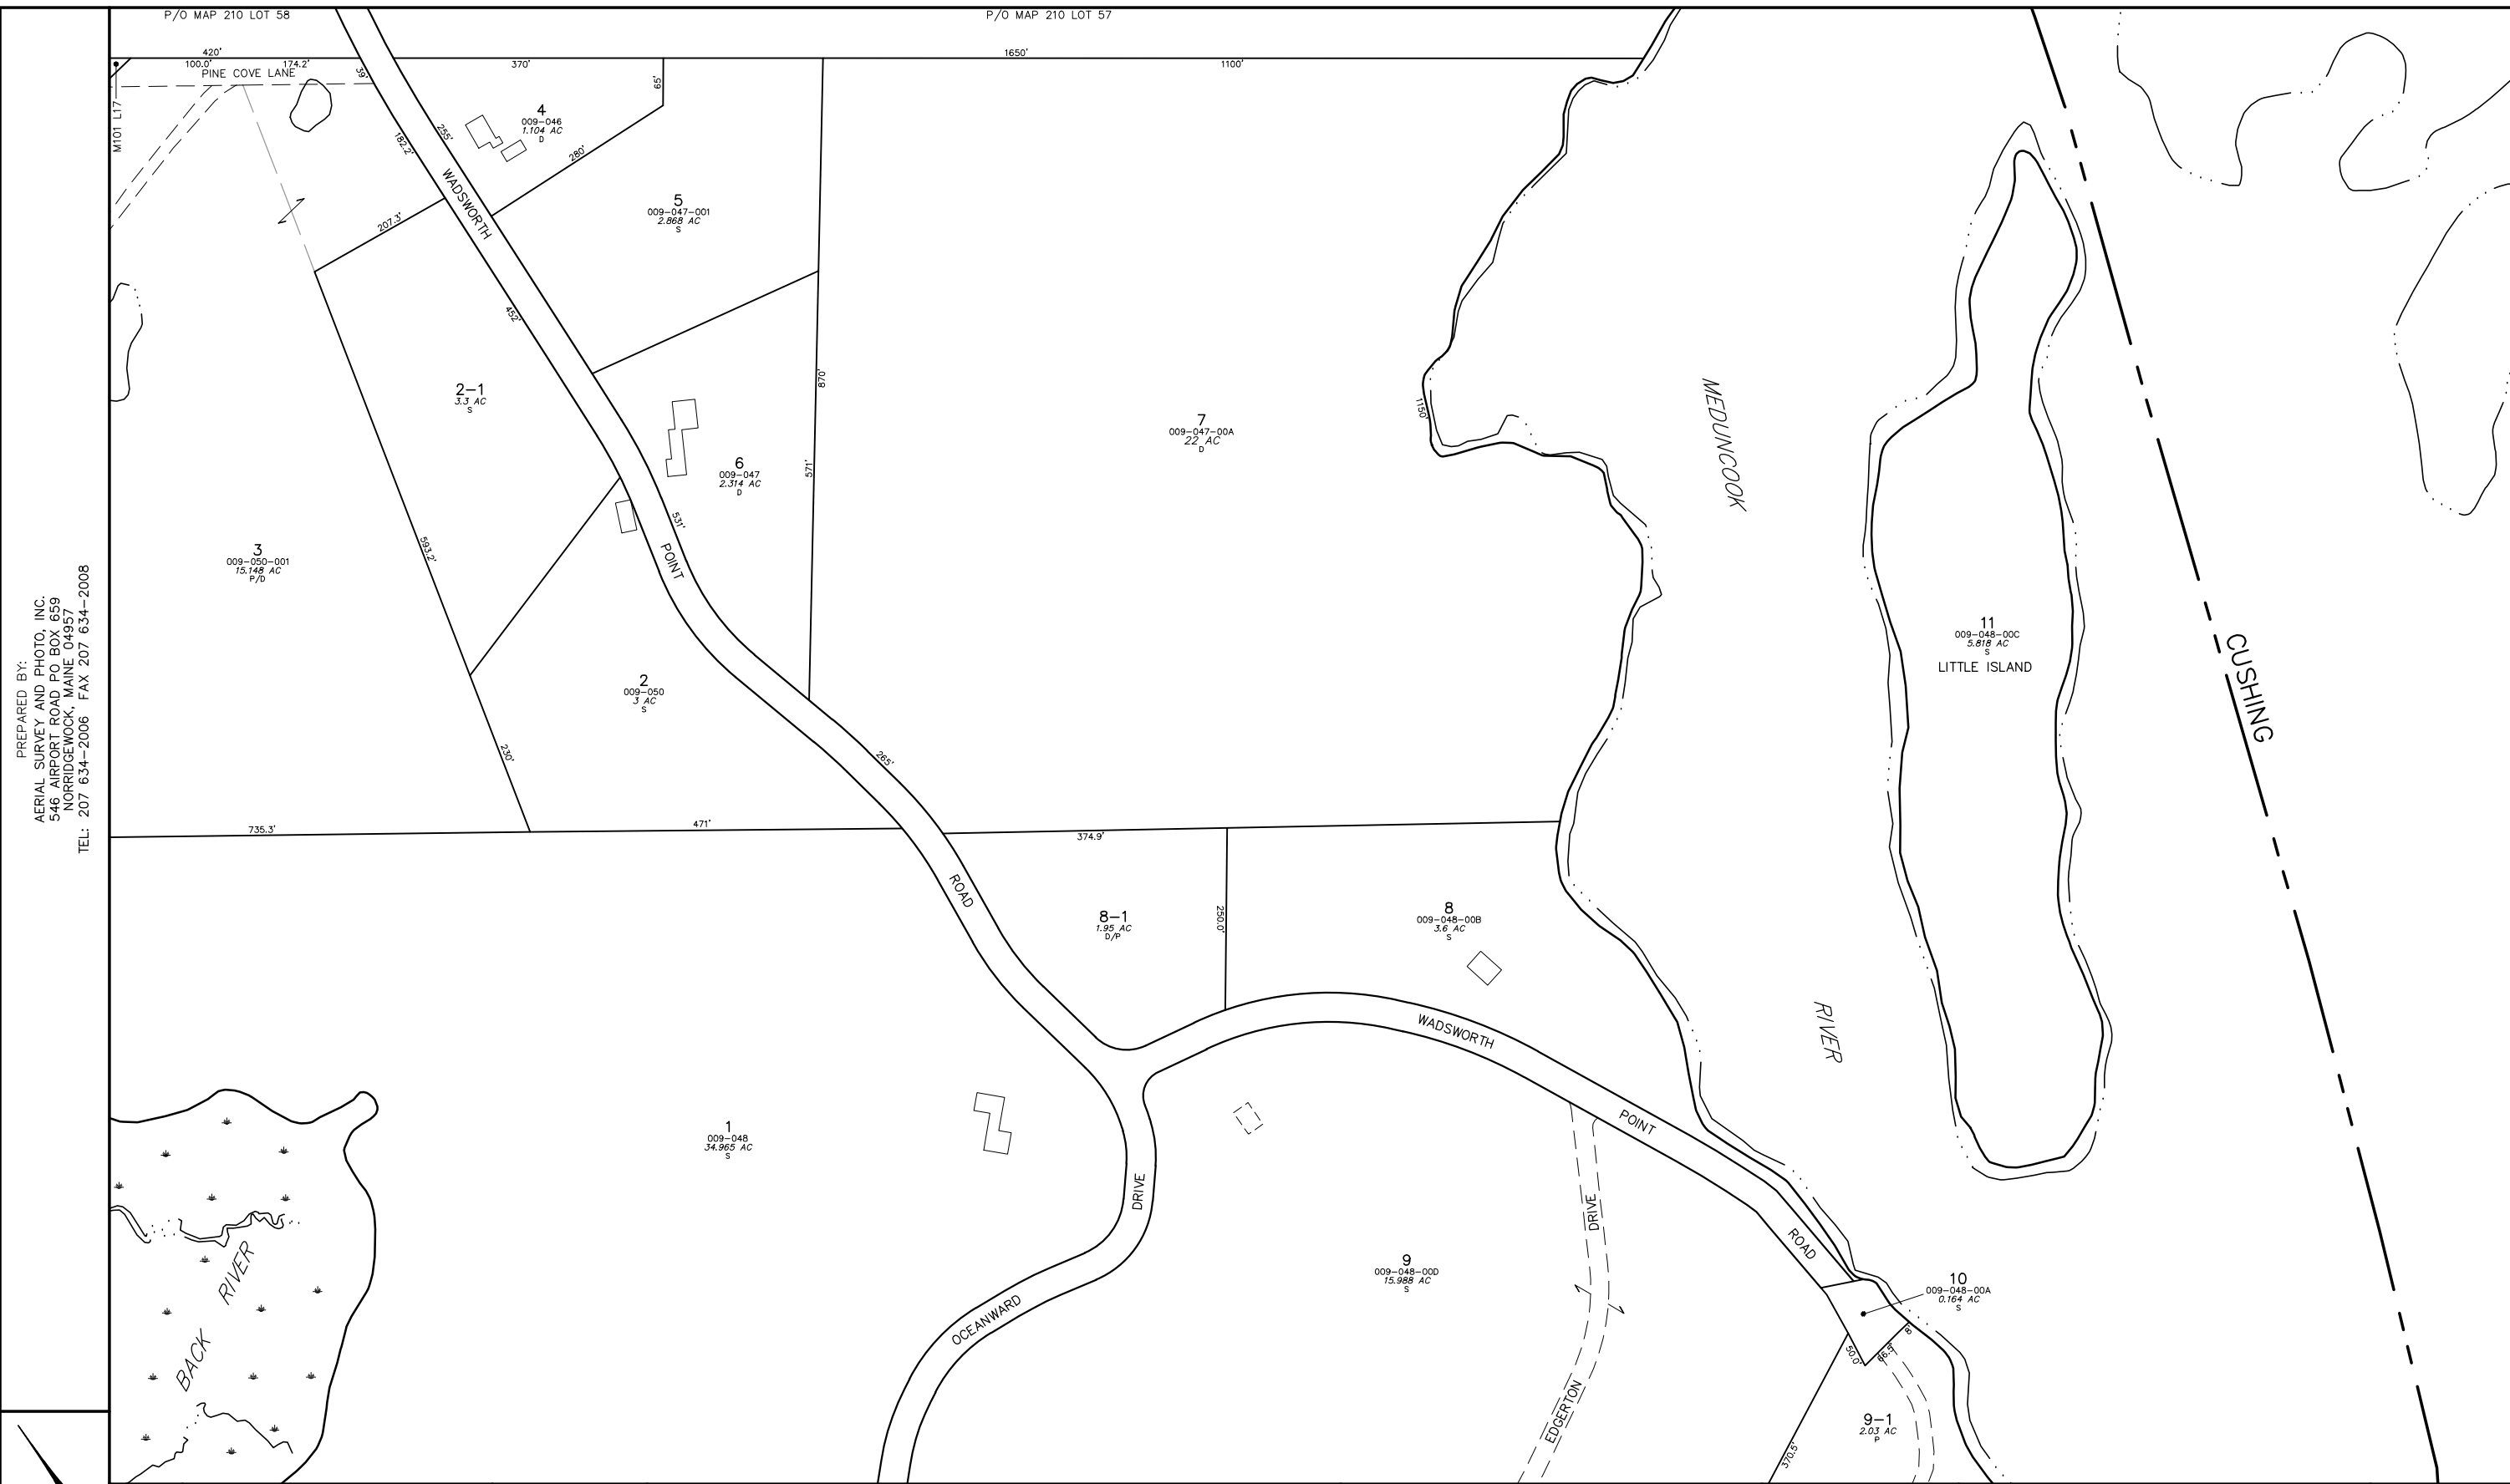 P/O MAP 210 LOT 58
P/O MAP 210 LOT 57
420'
1650'
100.0'
174.2'
370'
1100'
PINE COVE LANE
39'
65'
M101 L17
4
009-046
1.104 AC
D
255'
182.2'
280'
WADSWORTH
5
009-047-001
2.868 AC
S
207.3'
452'
2-1
3.3 AC
S
870'
1150'
7
009-047-00A
22 AC
D
MEDUNCOOK
6
009-047
2.314 AC
D
571'
531'
POINT
593.2'
3
009-050-001
15.148 AC
P/D
11
009-048-00C
5.818 AC
S
LITTLE ISLAND
CUSHING
PREPARED BY:
AERIAL SURVEY AND PHOTO, INC.
546 AIRPORT ROAD PO BOX 659
NORRIDGEWOCK, MAINE 04957
TEL: 207 634-2006 FAX 207 634-2008
2
009-050
3 AC
S
230'
265'
735.3'
471'
374.9'
ROAD
8-1
1.95 AC
D/P
250.0'
8
009-048-00B
3.6 AC
S
RIVER
WADSWORTH
POINT
ROAD
1
009-048
34.965 AC
S
DRIVE
OCEANWARD
DRIVE
EDGERTON
9
009-048-00D
15.988 AC
S
10
009-048-00A
0.164 AC
S
8'
66.5'
50.0'
370.5'
9-1
2.03 AC
P
BACK RIVER